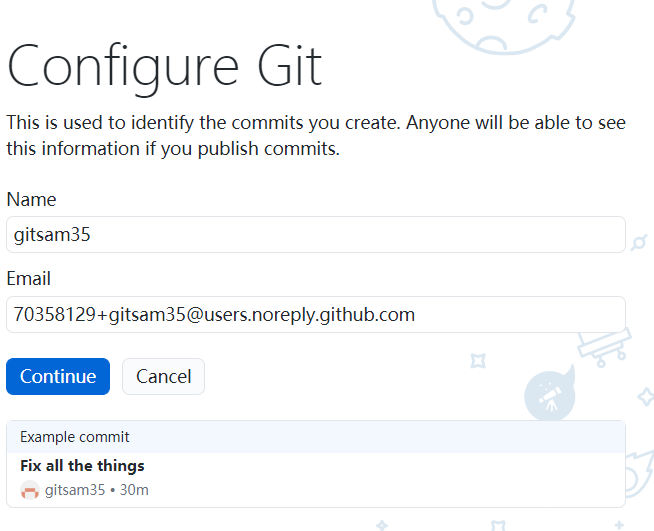 Configure Git
This is used to identify the commits you create. Anyone will be able to see
this information if you publish commits.
Name
gitsam35
Email
70358129+gitsam35@users.noreply.github.com
Continue Cancel
Example commit
Fix all the things
gitsam35 • 30m